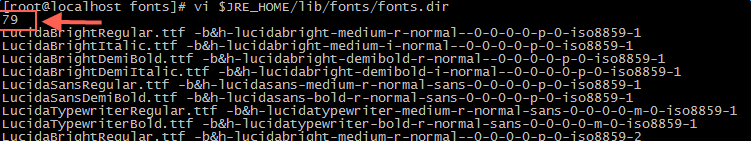 [root@localhost fonts]# vi $JRE_HOME/lib/fonts/fonts.dir
79
LucidaBrightRegular.ttf -b&h-lucidabright-medium-r-normal--0-0-0-0-p-0-iso8859-1
LucidaBrightItalic.ttf -b&h-lucidabright-medium-i-normal--0-0-0-0-p-0-iso8859-1
LucidaBrightDemiBold.ttf -b&h-lucidabright-demibold-r-normal--0-0-0-0-p-0-iso8859-1
LucidaBrightDemiItalic.ttf -b&h-lucidabright-demibold-i-normal--0-0-0-0-p-0-iso8859-1
LucidaSansRegular.ttf -b&h-lucidasans-medium-r-normal-sans-0-0-0-0-p-0-iso8859-1
LucidaSansDemiBold.ttf -b&h-lucidasans-bold-r-normal-sans-0-0-0-0-p-0-iso8859-1
LucidaTypewriterRegular.ttf -b&h-lucidatypewriter-medium-r-normal-sans-0-0-0-0-m-0-iso8859-1
LucidaTypewriterBold.ttf -b&h-lucidatypewriter-bold-r-normal-sans-0-0-0-0-m-0-iso8859-1
LucidaBrightRegular.ttf -b&h-lucidabright-medium-r-normal--0-0-0-0-p-0-iso8859-2